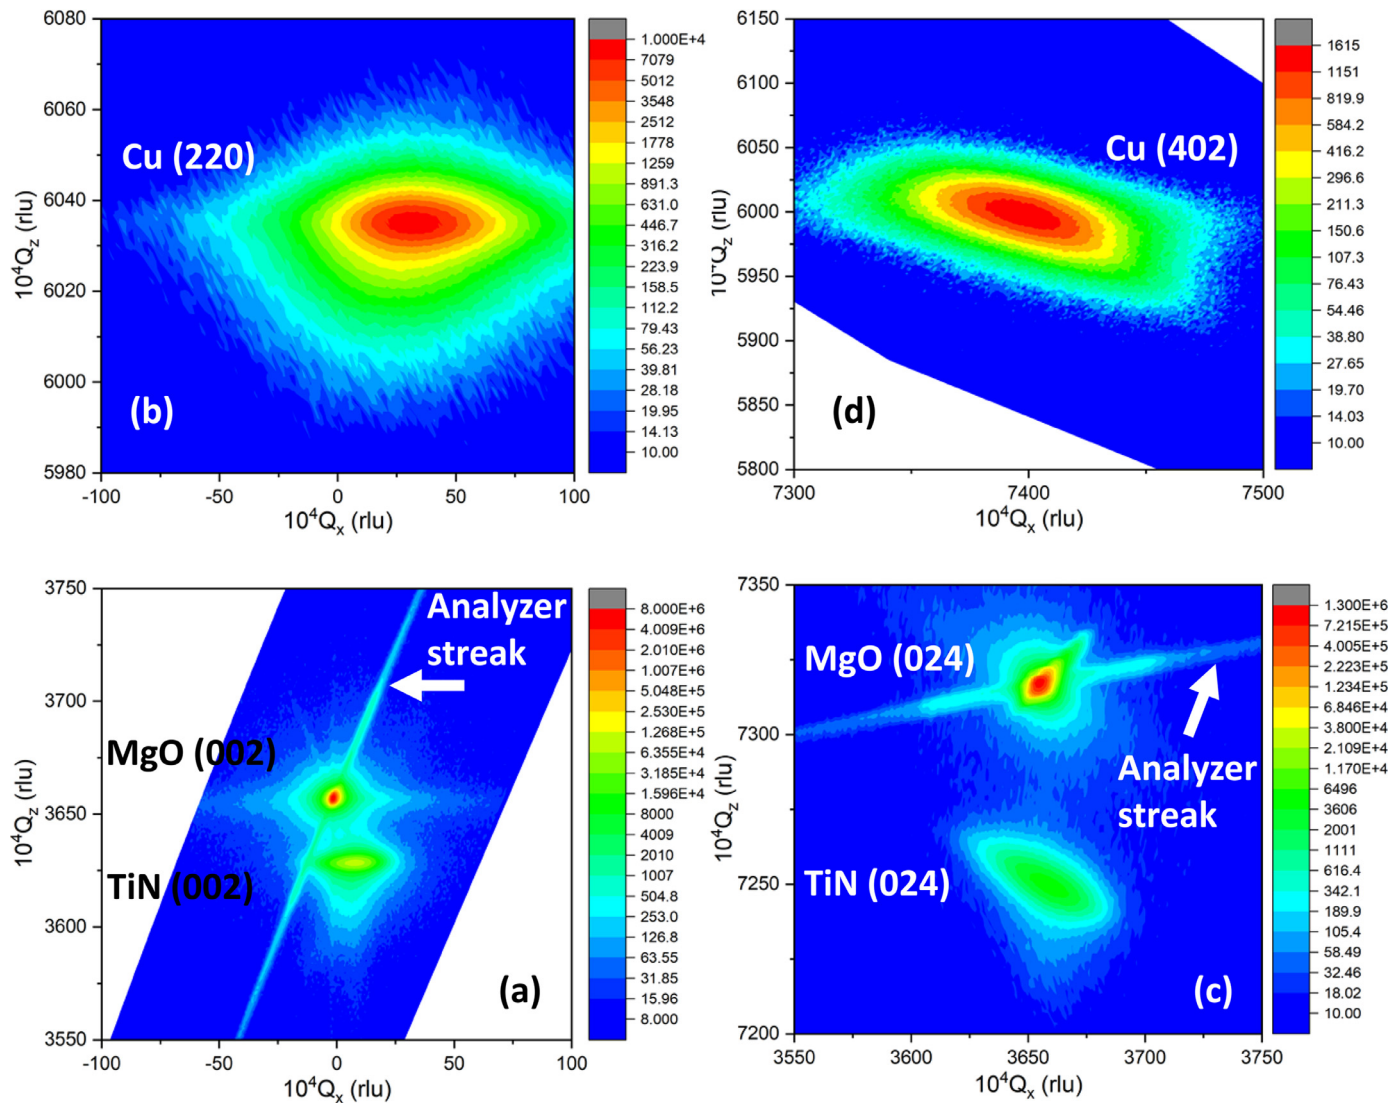 6080
6060
6040
6020
6000
5980
10⁴Q_z (rlu)
Cu (220)
(b)
-100
-50
0
50
100
10⁴Q_x (rlu)
1.000E+4
7079
5012
3548
2512
1778
1259
891.3
631.0
446.7
316.2
223.9
158.5
112.2
79.43
56.23
39.81
28.18
19.95
14.13
10.00
6150
6100
6050
6000
5950
5900
5850
5800
Q_z (rlu)
Cu (402)
(d)
7300
7400
7500
10⁴Q_x (rlu)
1615
1151
819.9
584.2
416.2
296.6
211.3
150.6
107.3
76.43
54.46
38.80
27.65
19.70
14.03
10.00
3750
3700
3650
3600
3550
10⁴Q_z (rlu)
Analyzer
streak
MgO (002)
TiN (002)
(a)
-100
-50
0
50
100
10⁴Q_x (rlu)
8.000E+6
4.009E+6
2.010E+6
1.007E+6
5.048E+5
2.530E+5
1.268E+5
6.355E+4
3.185E+4
1.596E+4
8000
4009
2010
1007
504.8
253.0
126.8
63.55
31.85
15.96
8.000
7350
7300
7250
7200
10⁴Q_z (rlu)
MgO (024)
Analyzer
streak
TiN (024)
(c)
3550
3600
3650
3700
3750
10⁴Q_x (rlu)
1.300E+6
7.215E+5
4.005E+5
2.223E+5
1.234E+5
6.846E+4
3.800E+4
2.109E+4
1.170E+4
6496
3606
2001
1111
616.4
342.1
189.9
105.4
58.49
32.46
18.02
10.00